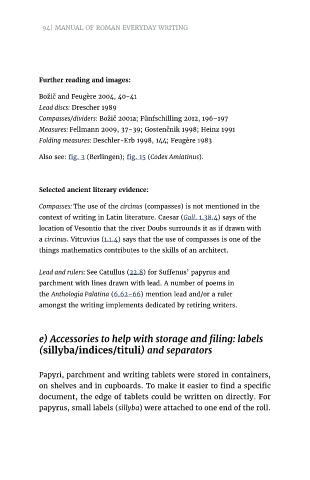 94| MANUAL OF ROMAN EVERYDAY WRITING
Further reading and images:
Božič and Feugère 2004, 40-41
Lead discs: Drescher 1989
Compasses/dividers: Božič 2001a; Fünfschilling 2012, 196-197
Measures: Fellmann 2009, 37-39; Gostenčnik 1998; Heinz 1991
Folding measures: Deschler-Erb 1998, 144; Feugère 1983
Also see: fig. 3 (Berlingen); fig. 15 (Codex Amiatinus).
Selected ancient literary evidence:
Compasses: The use of the circinus (compasses) is not mentioned in the
context of writing in Latin literature. Caesar (Gall. 1.38.4) says of the
location of Vesontio that the river Doubs surrounds it as if drawn with
a circinus. Vitruvius (1.1.4) says that the use of compasses is one of the
things mathematics contributes to the skills of an architect.
Lead and rulers: See Catullus (22.8) for Suffenus' papyrus and
parchment with lines drawn with lead. A number of poems in
the Anthologia Palatina (6.62-66) mention lead and/or a ruler
amongst the writing implements dedicated by retiring writers.
e) Accessories to help with storage and filing: labels
(sillyba/indices/tituli) and separators
Papyri, parchment and writing tablets were stored in containers,
on shelves and in cupboards. To make it easier to find a specific
document, the edge of tablets could be written on directly. For
papyrus, small labels (sillyba) were attached to one end of the roll.